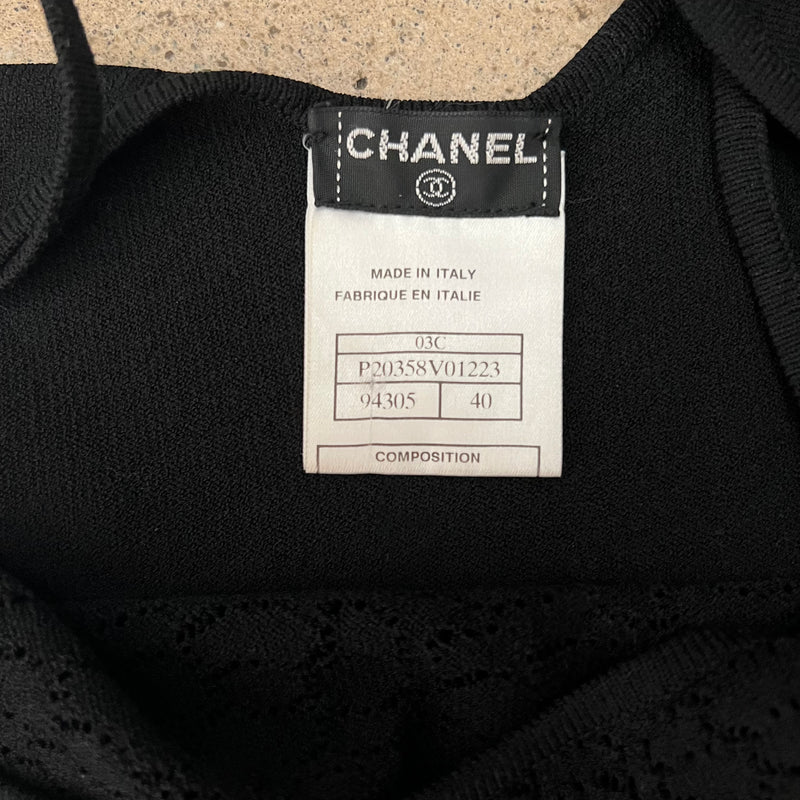 CHANEL
MADE IN ITALY
FABRIQUE EN ITALIE
03C
P20358V01223
94305 40
COMPOSITION